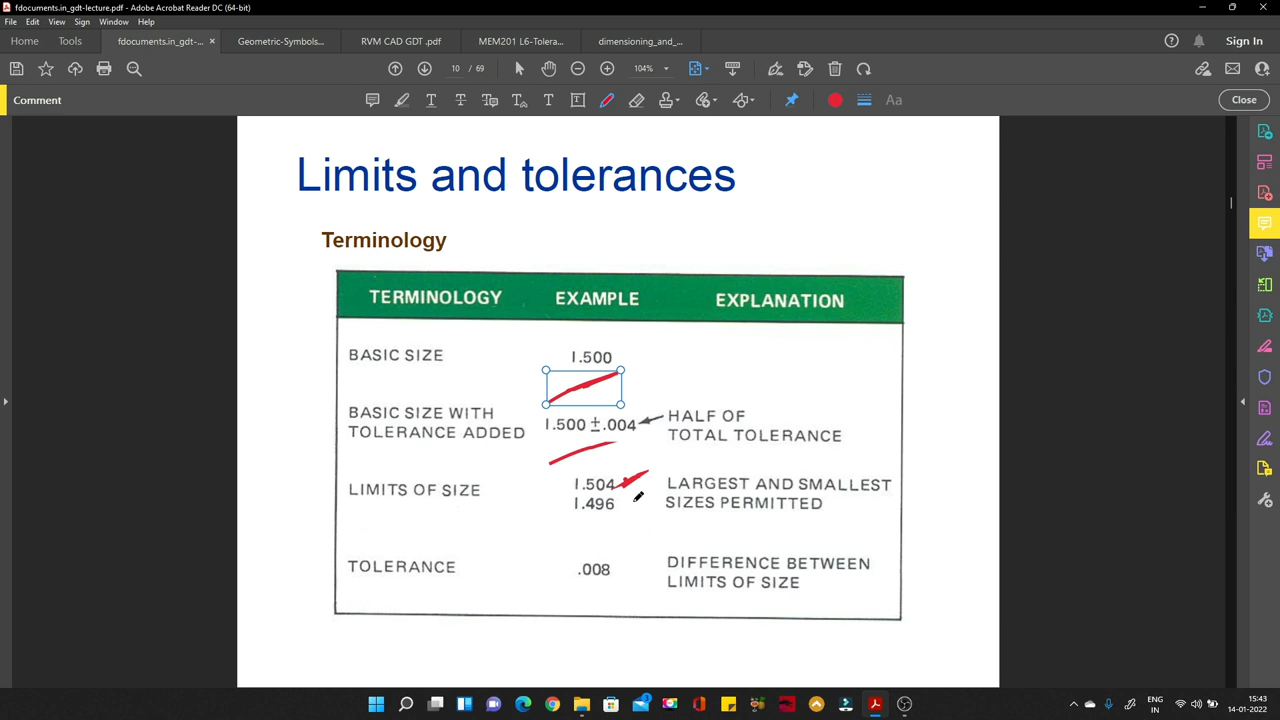 fdocuments.in_gdt-lecture.pdf - Adobe Acrobat Reader DC (64-bit)
File Edit View Sign Window Help
Home Tools fdocuments.in_gdt-... × Geometric-Symbols... RVM CAD GDT .pdf MEM201 L6-Tolera... dimensioning_and_... Sign In
10 / 69 104%
Comment Aa Close
Limits and tolerances
Terminology
TERMINOLOGY EXAMPLE EXPLANATION
BASIC SIZE 1.500
BASIC SIZE WITH
TOLERANCE ADDED
1.500 ±.004
HALF OF
TOTAL TOLERANCE
LIMITS OF SIZE
1.504
1.496
LARGEST AND SMALLEST
SIZES PERMITTED
TOLERANCE
.008
DIFFERENCE BETWEEN
LIMITS OF SIZE
ENG
IN
15:43
14-01-2022